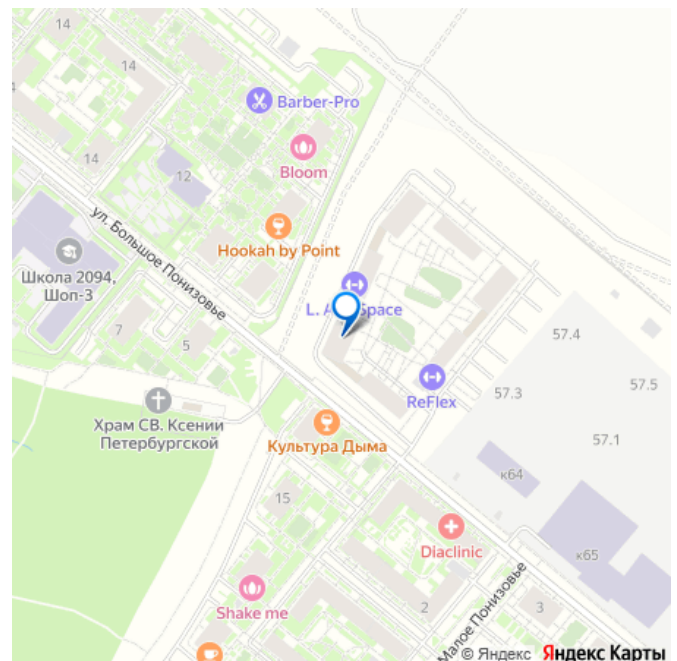 14
14
14
Barber-Pro
Bloom
12
ул. Большое Понизовье
Hookah by Point
Школа 2094,
Шоп-3
L. A Space
7
5
57.4
57.5
57.3
57.1
ReFlex
Храм СВ. Ксении
Петербургской
Культура Дыма
к64
15
Diaclinic
к65
Shake me
2
Малое Понизовье
3
© Яндекс Яндекс Карты